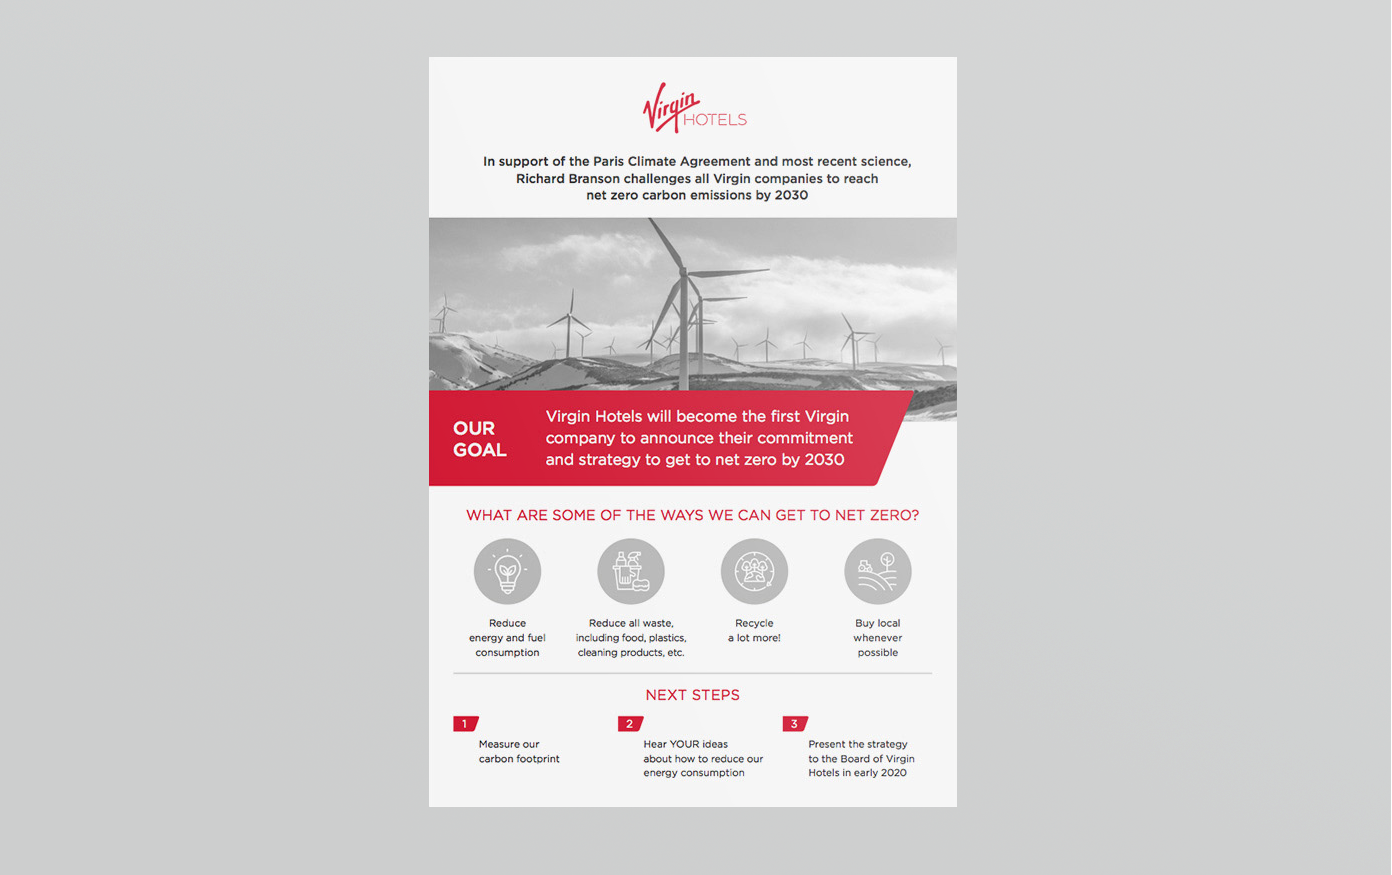 Virgin HOTELS
In support of the Paris Climate Agreement and most recent science,
Richard Branson challenges all Virgin companies to reach
net zero carbon emissions by 2030
OUR
GOAL
Virgin Hotels will become the first Virgin
company to announce their commitment
and strategy to get to net zero by 2030
WHAT ARE SOME OF THE WAYS WE CAN GET TO NET ZERO?
Reduce
energy and fuel
consumption
Reduce all waste,
including food, plastics,
cleaning products, etc.
Recycle
a lot more!
Buy local
whenever
possible
NEXT STEPS
1
Measure our
carbon footprint
2
Hear YOUR ideas
about how to reduce our
energy consumption
3
Present the strategy
to the Board of Virgin
Hotels in early 2020